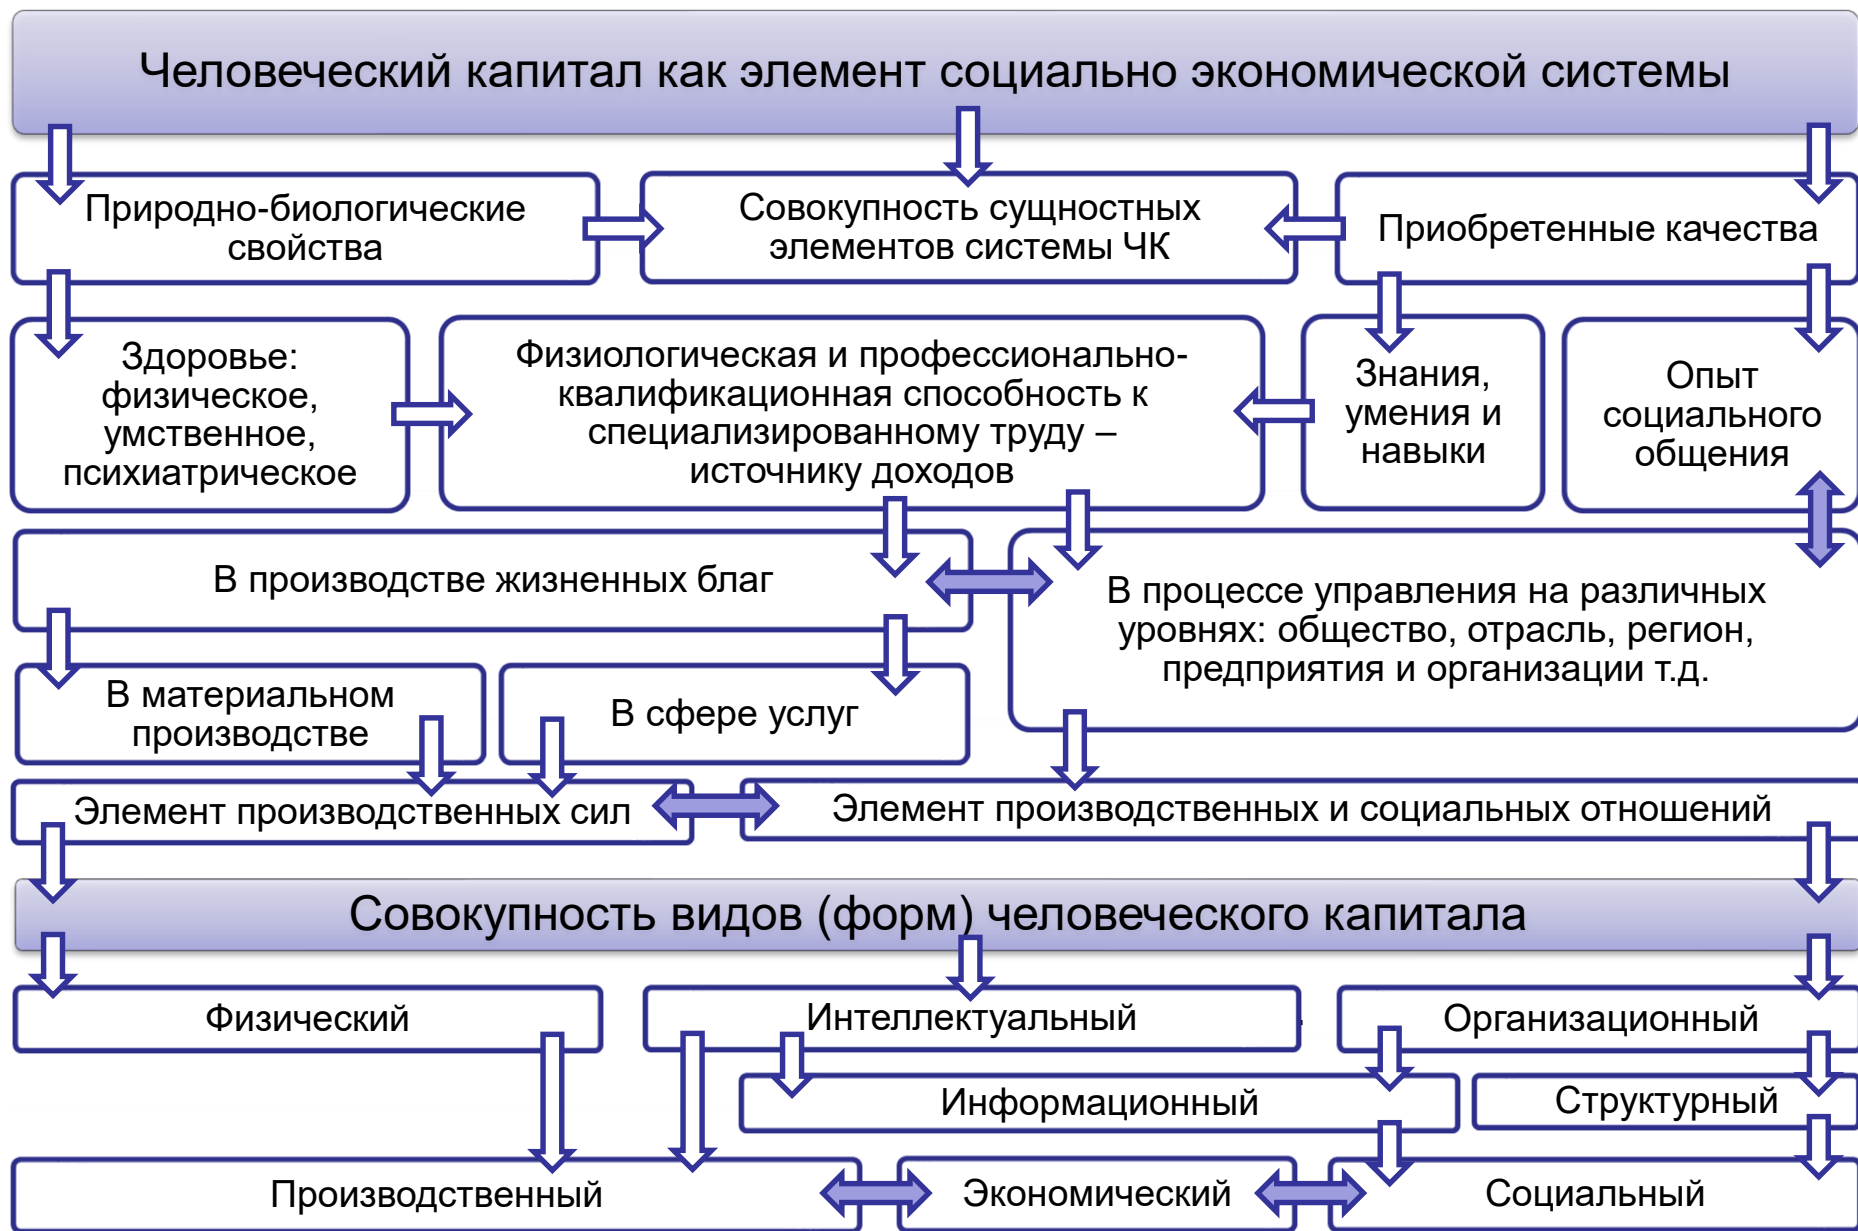 Человеческий капитал как элемент социально экономической системы
Природно-биологические
свойства
Совокупность сущностных
элементов системы ЧК
Приобретенные качества
Здоровье:
физическое,
умственное,
психиатрическое
Физиологическая и профессионально-
квалификационная способность к
специализированному труду –
источнику доходов
Знания,
умения и
навыки
Опыт
социального
общения
В производстве жизненных благ
В процессе управления на различных
уровнях: общество, отрасль, регион,
предприятия и организации т.д.
В материальном
производстве
В сфере услуг
Элемент производственных сил
Элемент производственных и социальных отношений
Совокупность видов (форм) человеческого капитала
Физический
Интеллектуальный
Организационный
Информационный
Структурный
Производственный
Экономический
Социальный